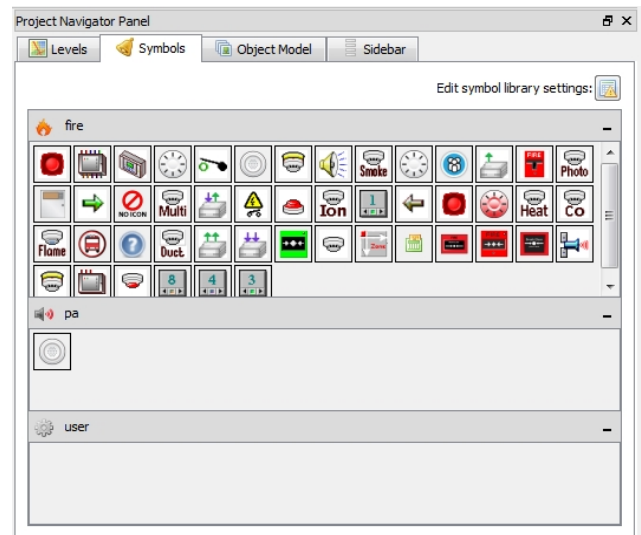 Project Navigator Panel
Levels Symbols Object Model Sidebar
Edit symbol library settings:
fire
Smoke FIRE Photo
NO ICON Multi Ion 1 Heat Co
Flame Duct Zone
8 4 3
pa
user